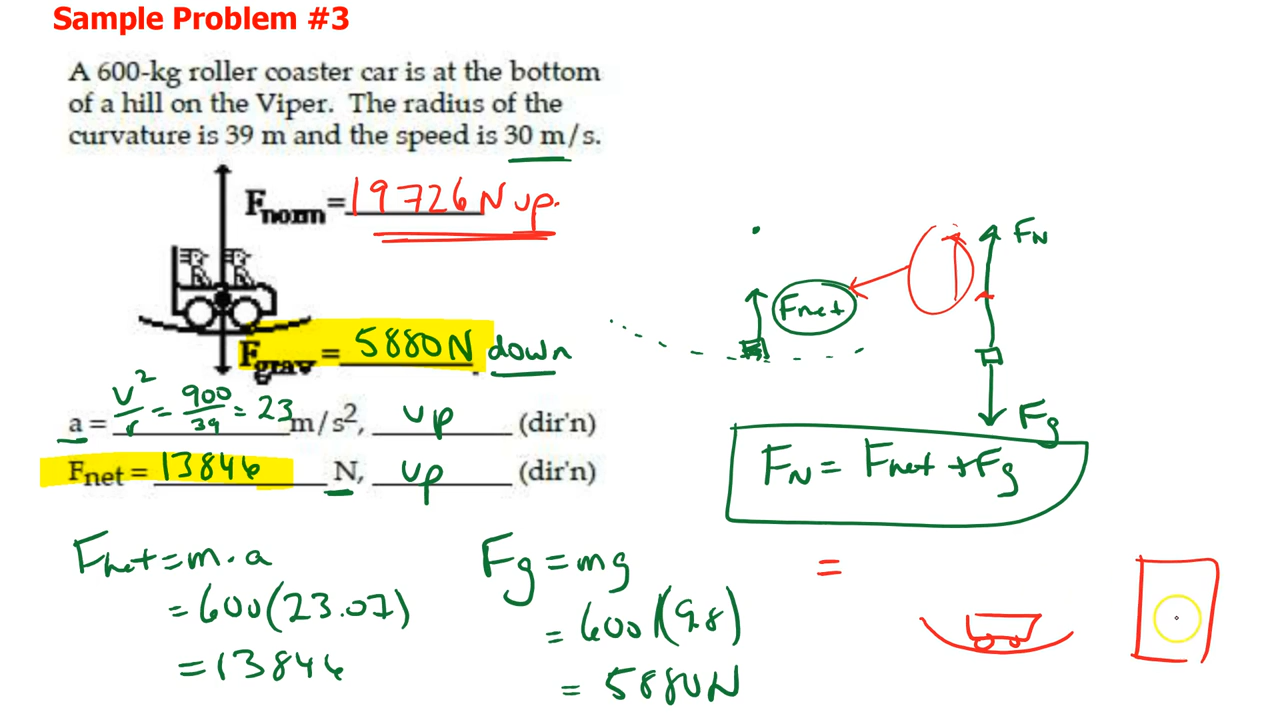 Sample Problem #3
A 600-kg roller coaster car is at the bottom
of a hill on the Viper. The radius of the
curvature is 39 m and the speed is 30 m/s.
Fnorm = 19726 N up.
Fgrav = 5880N down
a = v²/r = 900/39 = 23 m/s², up (dir'n)
Fnet = 13846 N, up (dir'n)
Fnet
FN
Fg
FN = Fnet + Fg
=
Fnet = m·a
= 600(23.07)
= 13846
Fg = mg
= 600(9.8)
= 5880N